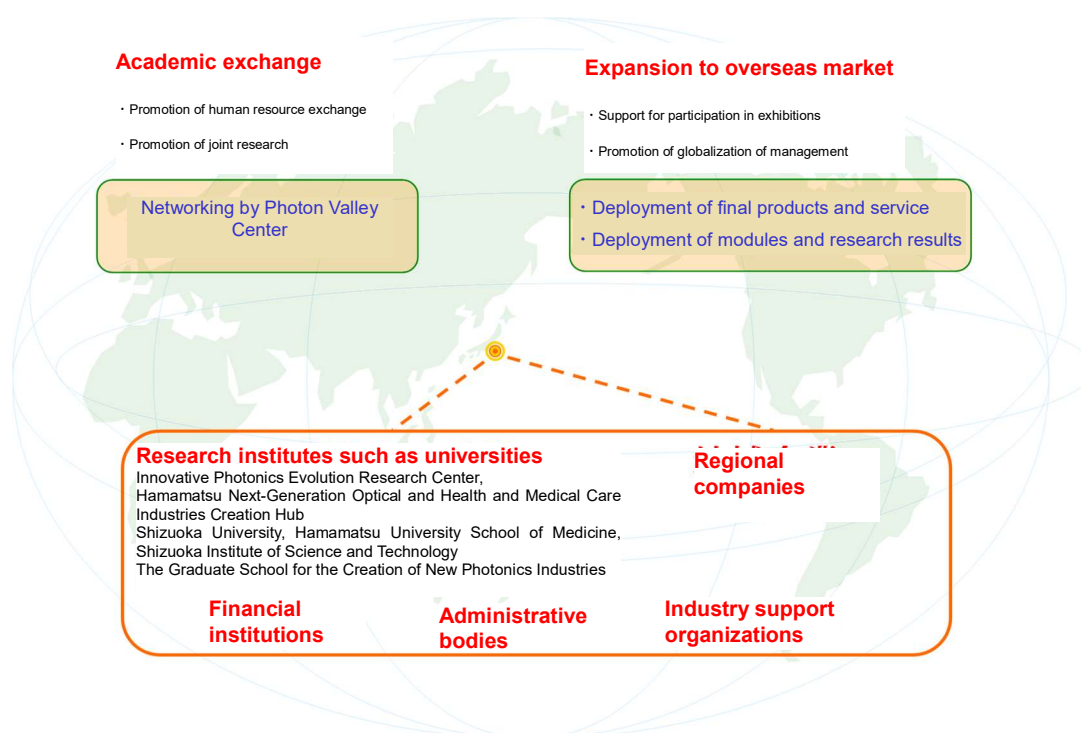 Academic exchange
・Promotion of human resource exchange
・Promotion of joint research
Networking by Photon Valley
Center
Expansion to overseas market
・Support for participation in exhibitions
・Promotion of globalization of management
・Deployment of final products and service
・Deployment of modules and research results
Research institutes such as universities
Innovative Photonics Evolution Research Center,
Hamamatsu Next-Generation Optical and Health and Medical Care
Industries Creation Hub
Shizuoka University, Hamamatsu University School of Medicine,
Shizuoka Institute of Science and Technology
The Graduate School for the Creation of New Photonics Industries
Regional
companies
Financial
institutions
Administrative
bodies
Industry support
organizations